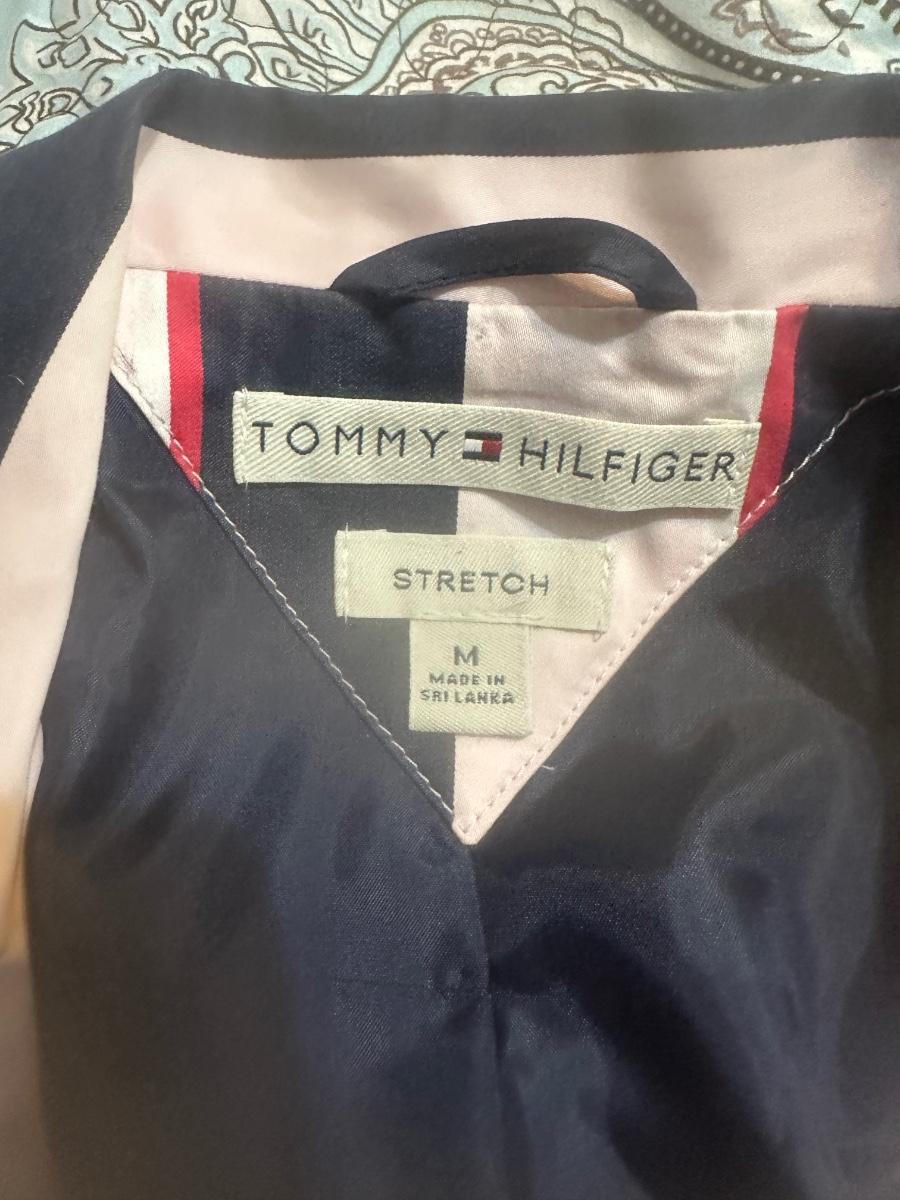 TOMMY HILFIGER
STRETCH
M
MADE IN
SRI LANKA